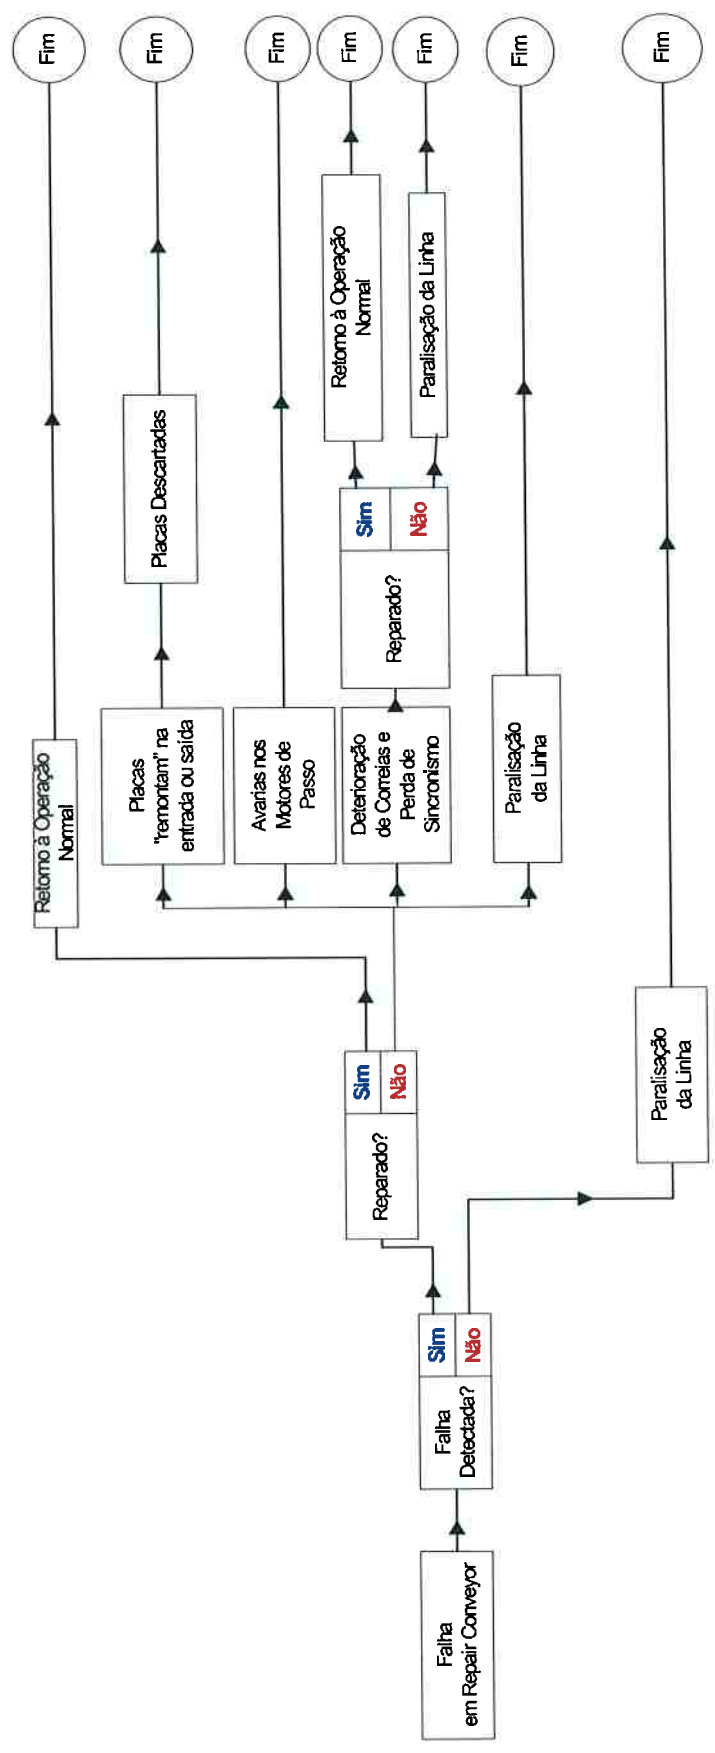 Falha
em Repair Conveyor
Falha
Detectada?
Sim
Não
Reparado?
Sim
Não
Retorno à Operação
Normal
Fim
Placas
"remontam" na
entrada ou saída
Placas Descartadas
Fim
Avarias nos
Motores de
Passo
Fim
Deterioração
de Correias e
Perda de
Sincronismo
Reparado?
Sim
Não
Retorno à Operação
Normal
Fim
Paralisação da Linha
Fim
Paralisação
da Linha
Fim
Paralisação
da Linha
Fim